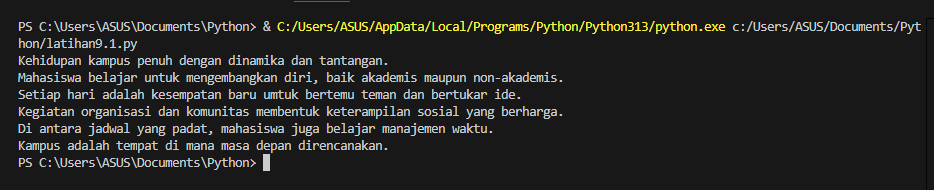 PS C:\Users\ASUS\Documents\Python> & C:/Users/ASUS/AppData/Local/Programs/Python/Python313/python.exe c:/Users/ASUS/Documents/Pyt
hon/latihan9.1.py
Kehidupan kampus penuh dengan dinamika dan tantangan.
Mahasiswa belajar untuk mengembangkan diri, baik akademis maupun non-akademis.
Setiap hari adalah kesempatan baru umtuk bertemu teman dan bertukar ide.
Kegiatan organisasi dan komunitas membentuk keterampilan sosial yang berharga.
Di antara jadwal yang padat, mahasiswa juga belajar manajemen waktu.
Kampus adalah tempat di mana masa depan direncanakan.
PS C:\Users\ASUS\Documents\Python>